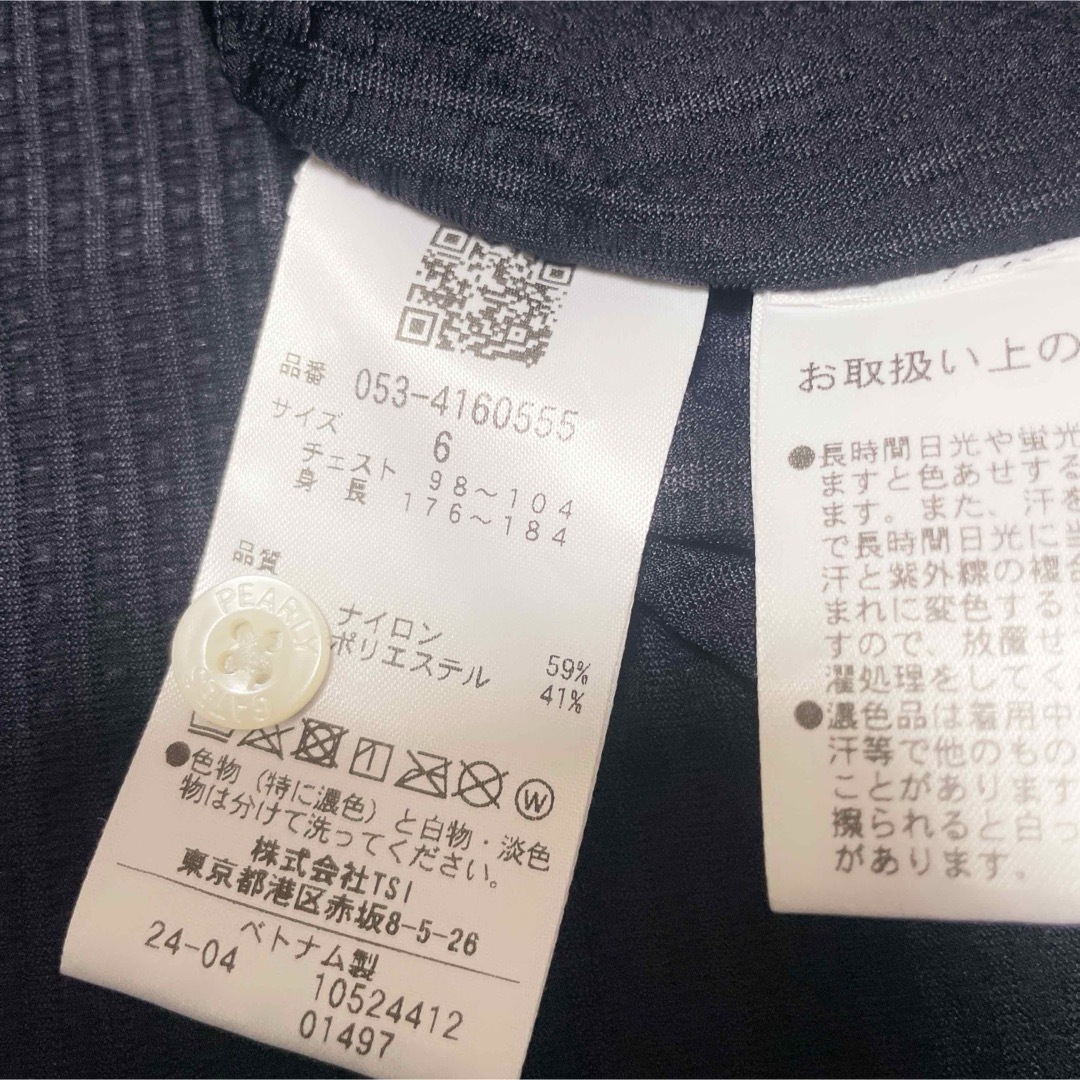 品番 053-4160555
サイズ 6
チェスト 98～104
身長 176～184
品質
ナイロン 59%
ポリエステル 41%
PEARLY
W
●色物（特に濃色）と白物・淡色
物は分けて洗ってください。
株式会社TSI
東京都港区赤坂8-5-26
ベトナム製
24-04 10524412
01497
お取扱い上の
●長時間日光や蛍光
ますと色あせする
ます。また、汗を
で長時間日光に当
汗と紫外線の複合
まれに変色するこ
すので、放置せ
濯処理をし
●濃色品は着用中
汗等で他のもの
ことがあります
擦られると白っ
があります。